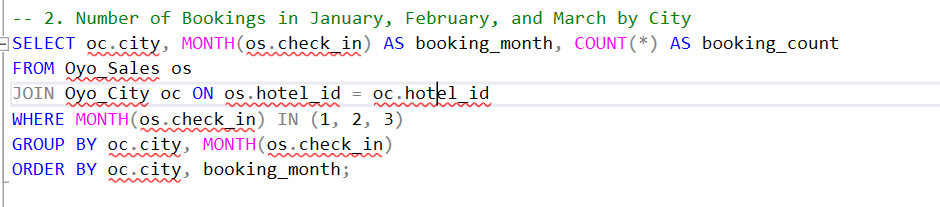 -- 2. Number of Bookings in January, February, and March by City
SELECT oc.city, MONTH(os.check_in) AS booking_month, COUNT(*) AS booking_count
FROM Oyo_Sales os
JOIN Oyo_City oc ON os.hotel_id = oc.hotel_id
WHERE MONTH(os.check_in) IN (1, 2, 3)
GROUP BY oc.city, MONTH(os.check_in)
ORDER BY oc.city, booking_month;